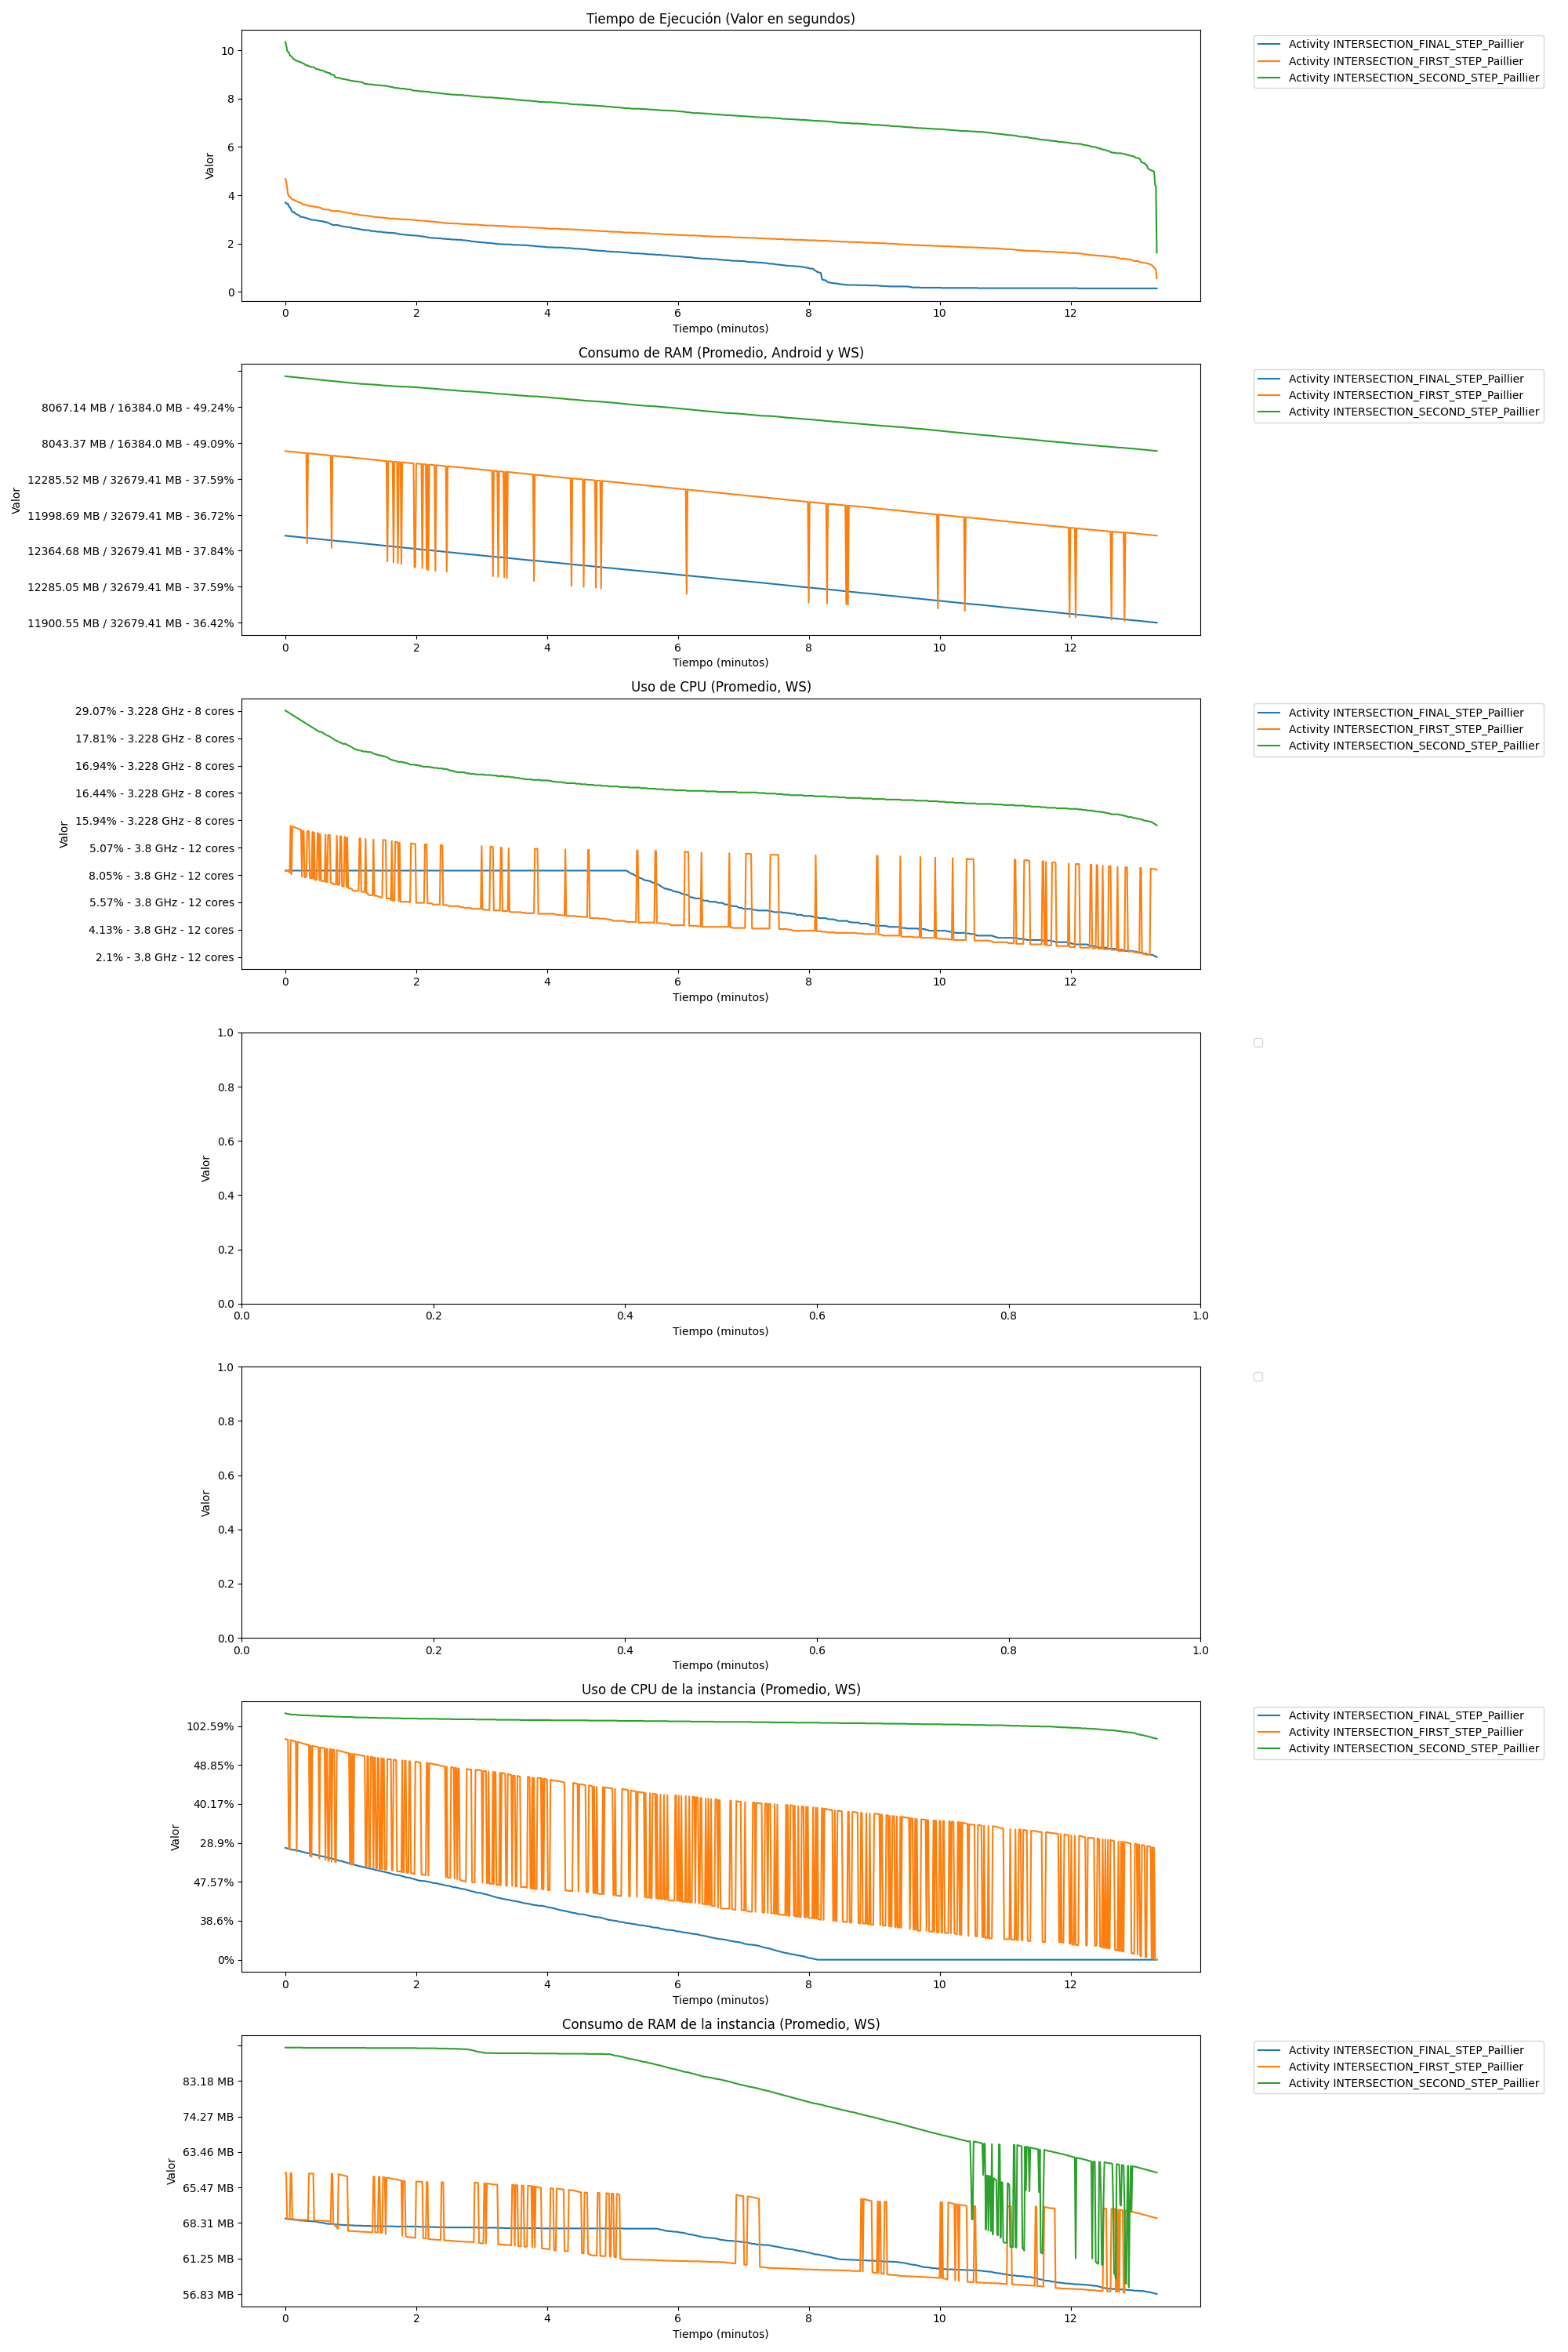 Tiempo de Ejecución (Valor en segundos)
10
8
6
4
2
0
Valor
0 2 4 6 8 10 12
Tiempo (minutos)
Activity INTERSECTION_FINAL_STEP_Paillier
Activity INTERSECTION_FIRST_STEP_Paillier
Activity INTERSECTION_SECOND_STEP_Paillier
Consumo de RAM (Promedio, Android y WS)
8067.14 MB / 16384.0 MB - 49.24%
8043.37 MB / 16384.0 MB - 49.09%
12285.52 MB / 32679.41 MB - 37.59%
11998.69 MB / 32679.41 MB - 36.72%
12364.68 MB / 32679.41 MB - 37.84%
12285.05 MB / 32679.41 MB - 37.59%
11900.55 MB / 32679.41 MB - 36.42%
Valor
0 2 4 6 8 10 12
Tiempo (minutos)
Activity INTERSECTION_FINAL_STEP_Paillier
Activity INTERSECTION_FIRST_STEP_Paillier
Activity INTERSECTION_SECOND_STEP_Paillier
Uso de CPU (Promedio, WS)
29.07% - 3.228 GHz - 8 cores
17.81% - 3.228 GHz - 8 cores
16.94% - 3.228 GHz - 8 cores
16.44% - 3.228 GHz - 8 cores
15.94% - 3.228 GHz - 8 cores
5.07% - 3.8 GHz - 12 cores
8.05% - 3.8 GHz - 12 cores
5.57% - 3.8 GHz - 12 cores
4.13% - 3.8 GHz - 12 cores
2.1% - 3.8 GHz - 12 cores
Valor
0 2 4 6 8 10 12
Tiempo (minutos)
Activity INTERSECTION_FINAL_STEP_Paillier
Activity INTERSECTION_FIRST_STEP_Paillier
Activity INTERSECTION_SECOND_STEP_Paillier
1.0
0.8
0.6
0.4
0.2
0.0
Valor
0.0 0.2 0.4 0.6 0.8 1.0
Tiempo (minutos)
1.0
0.8
0.6
0.4
0.2
0.0
Valor
0.0 0.2 0.4 0.6 0.8 1.0
Tiempo (minutos)
Uso de CPU de la instancia (Promedio, WS)
102.59%
48.85%
40.17%
28.9%
47.57%
38.6%
0%
Valor
0 2 4 6 8 10 12
Tiempo (minutos)
Activity INTERSECTION_FINAL_STEP_Paillier
Activity INTERSECTION_FIRST_STEP_Paillier
Activity INTERSECTION_SECOND_STEP_Paillier
Consumo de RAM de la instancia (Promedio, WS)
83.18 MB
74.27 MB
63.46 MB
65.47 MB
68.31 MB
61.25 MB
56.83 MB
Valor
0 2 4 6 8 10 12
Tiempo (minutos)
Activity INTERSECTION_FINAL_STEP_Paillier
Activity INTERSECTION_FIRST_STEP_Paillier
Activity INTERSECTION_SECOND_STEP_Paillier